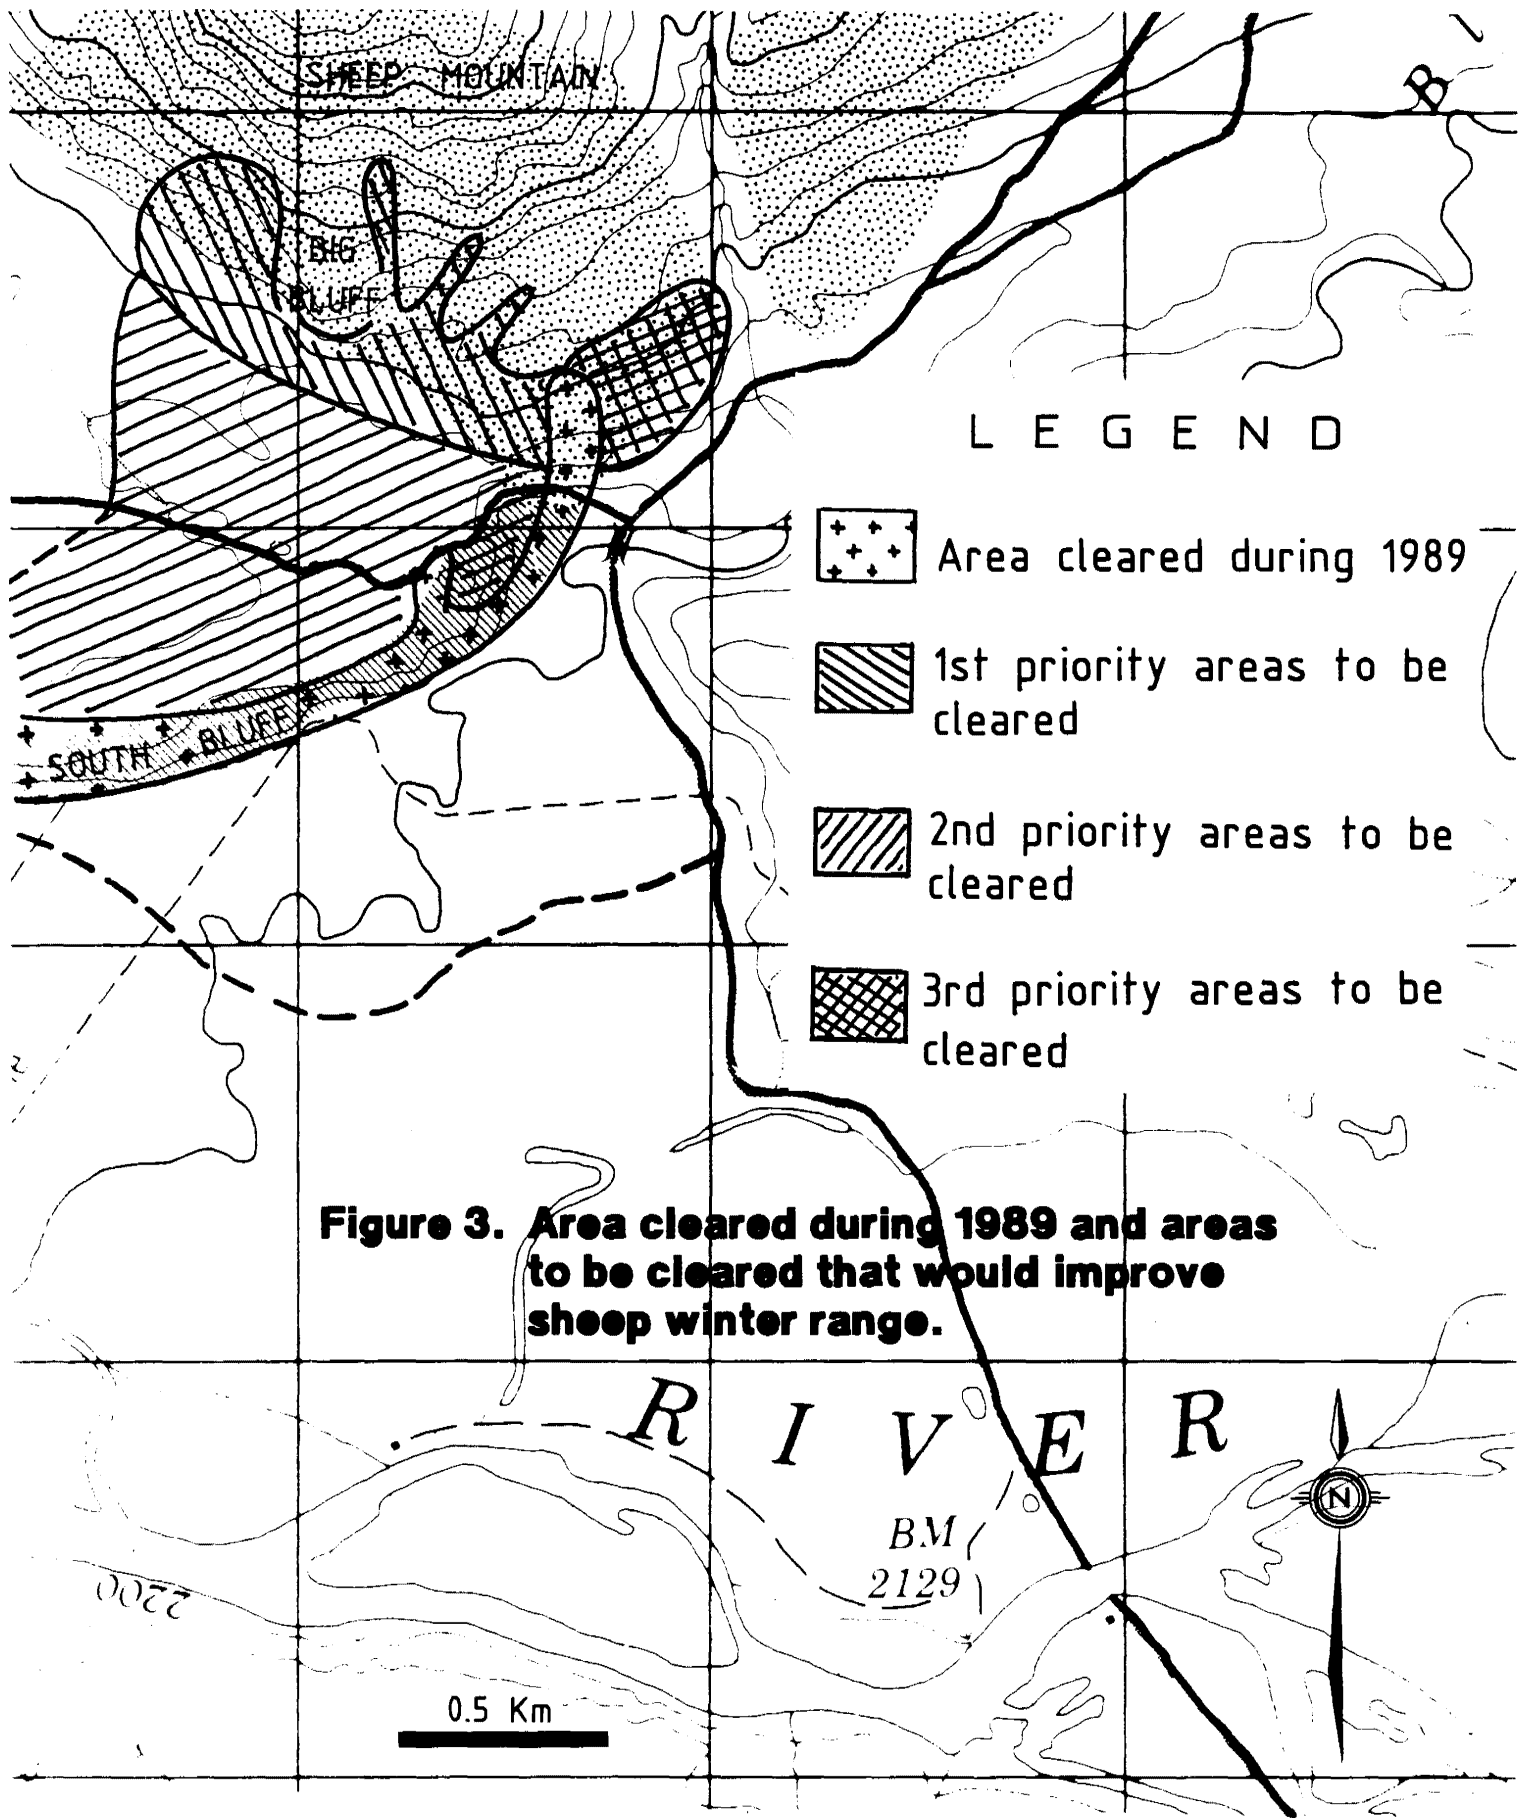 SHEEP MOUNTAIN
B
BIG
BLUFF
LEGEND
Area cleared during 1989
1st priority areas to be
cleared
2nd priority areas to be
cleared
3rd priority areas to be
cleared
SOUTH BLUFF
Figure 3. Area cleared during 1989 and areas
to be cleared that would improve
sheep winter range.
RIVER
N
BM
2129
2200
0.5 Km